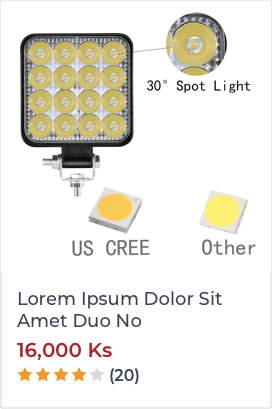 30° Spot Light
US CREE
Other
Lorem Ipsum Dolor Sit
Amet Duo No
16,000 Ks
(20)